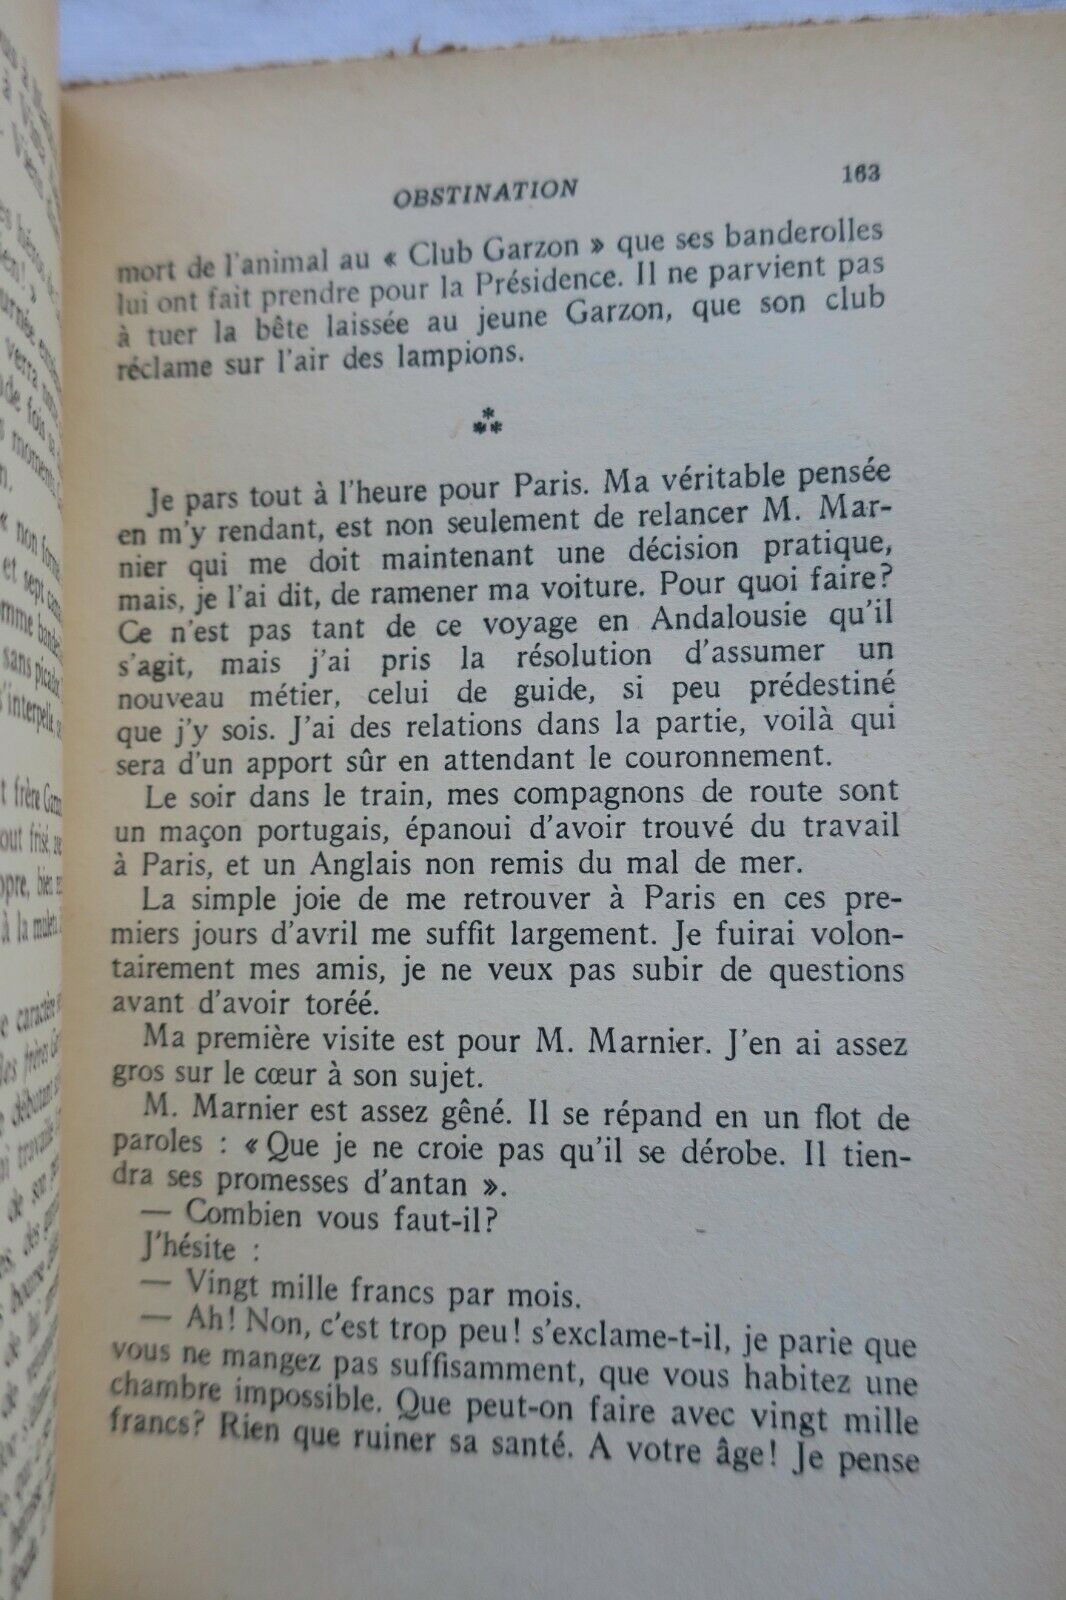 OBSTINATION 163
mort de l'animal au « Club Garzon » que ses banderolles
lui ont fait prendre pour la Présidence. Il ne parvient pas
à tuer la bête laissée au jeune Garzon, que son club
réclame sur l'air des lampions.
***
Je pars tout à l'heure pour Paris. Ma véritable pensée
en m'y rendant, est non seulement de relancer M. Mar-
nier qui me doit maintenant une décision pratique,
mais, je l'ai dit, de ramener ma voiture. Pour quoi faire?
Ce n'est pas tant de ce voyage en Andalousie qu'il
s'agit, mais j'ai pris la résolution d'assumer un
nouveau métier, celui de guide, si peu prédestiné
que j'y sois. J'ai des relations dans la partie, voilà qui
sera d'un apport sûr en attendant le couronnement.
Le soir dans le train, mes compagnons de route sont
un maçon portugais, épanoui d'avoir trouvé du travail
à Paris, et un Anglais non remis du mal de mer.
La simple joie de me retrouver à Paris en ces pre-
miers jours d'avril me suffit largement. Je fuirai volon-
tairement mes amis, je ne veux pas subir de questions
avant d'avoir toréé.
Ma première visite est pour M. Marnier. J'en ai assez
gros sur le cœur à son sujet.
M. Marnier est assez gêné. Il se répand en un flot de
paroles : « Que je ne croie pas qu'il se dérobe. Il tien-
dra ses promesses d'antan ».
— Combien vous faut-il?
J'hésite :
— Vingt mille francs par mois.
— Ah! Non, c'est trop peu! s'exclame-t-il, je parie que
vous ne mangez pas suffisamment, que vous habitez une
chambre impossible. Que peut-on faire avec vingt mille
francs? Rien que ruiner sa santé. A votre âge! Je pense